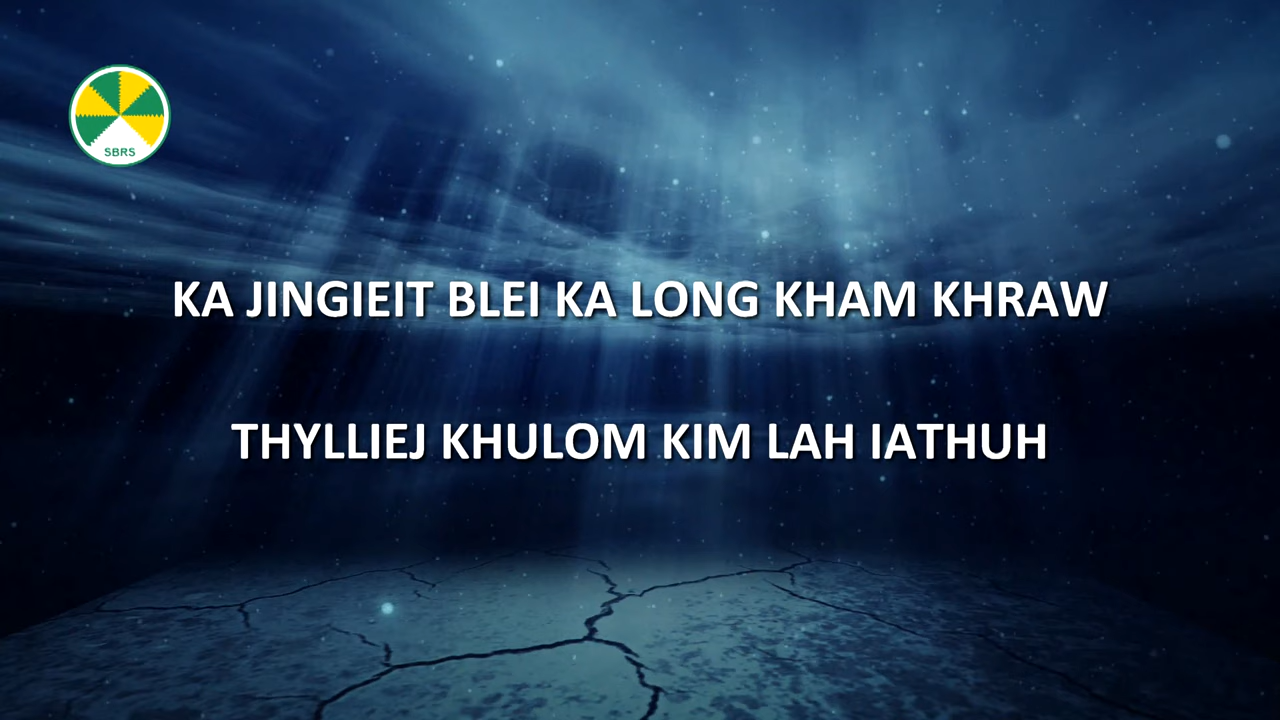 SBRS
KA JINGIEIT BLEI KA LONG KHAM KHRAW
THYLLIEJ KHULOM KIM LAH IATHUH